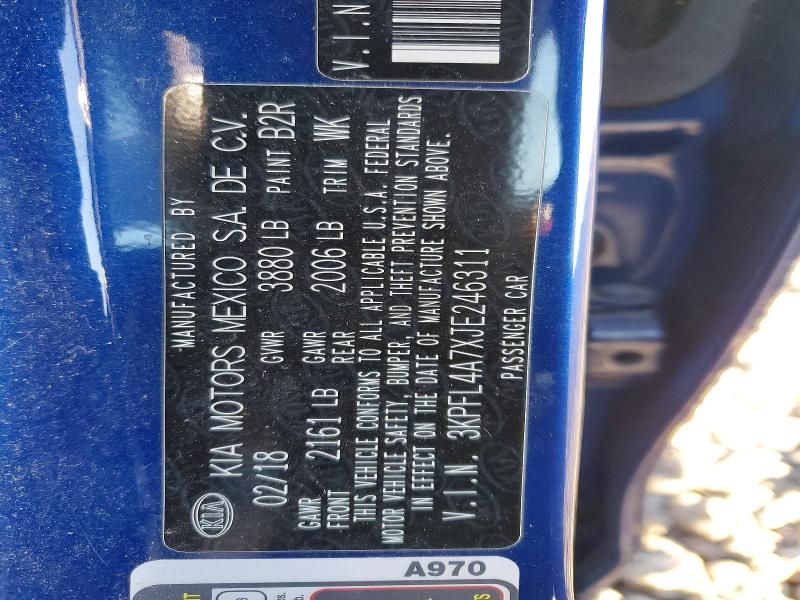 V.I.N
MANUFACTURED BY
KIA KIA MOTORS MEXICO S.A. DE C.V.
02/18 GVWR 3880 LB PAINT B2R
GAWR FRONT 2161 LB GAWR REAR 2006 LB TRIM WK
THIS VEHICLE CONFORMS TO ALL APPLICABLE U.S.A. FEDERAL
MOTOR VEHICLE SAFETY, BUMPER, AND THEFT PREVENTION STANDARDS
IN EFFECT ON THE DATE OF MANUFACTURE SHOWN ABOVE.
V.I.N. 3KPFL4A7XJE246311
PASSENGER CAR
A970